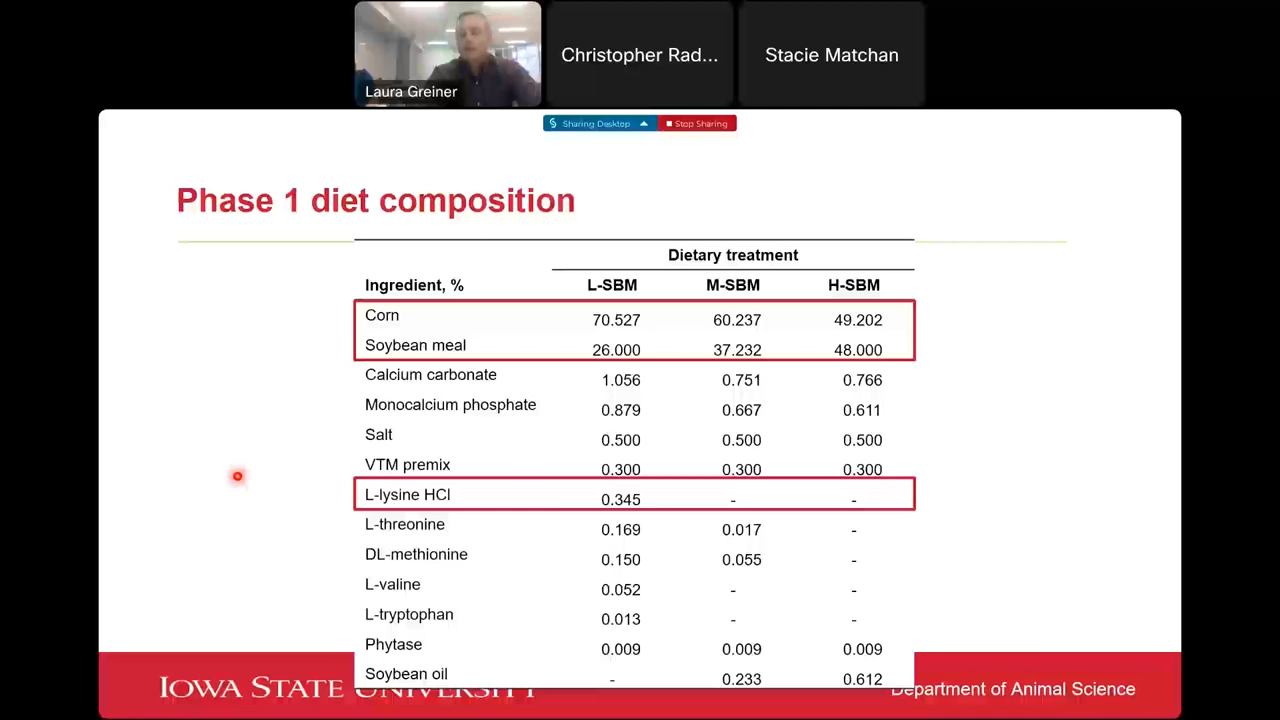 Laura Greiner
Christopher Rad...
Stacie Matchan
Sharing Desktop
Stop Sharing
Phase 1 diet composition
Dietary treatment
Ingredient, % L-SBM M-SBM H-SBM
Corn 70.527 60.237 49.202
Soybean meal 26.000 37.232 48.000
Calcium carbonate 1.056 0.751 0.766
Monocalcium phosphate 0.879 0.667 0.611
Salt 0.500 0.500 0.500
VTM premix 0.300 0.300 0.300
L-lysine HCl 0.345 - -
L-threonine 0.169 0.017 -
DL-methionine 0.150 0.055 -
L-valine 0.052 - -
L-tryptophan 0.013 - -
Phytase 0.009 0.009 0.009
Soybean oil - 0.233 0.612
IOWA STATE UNIVERSITY
Department of Animal Science